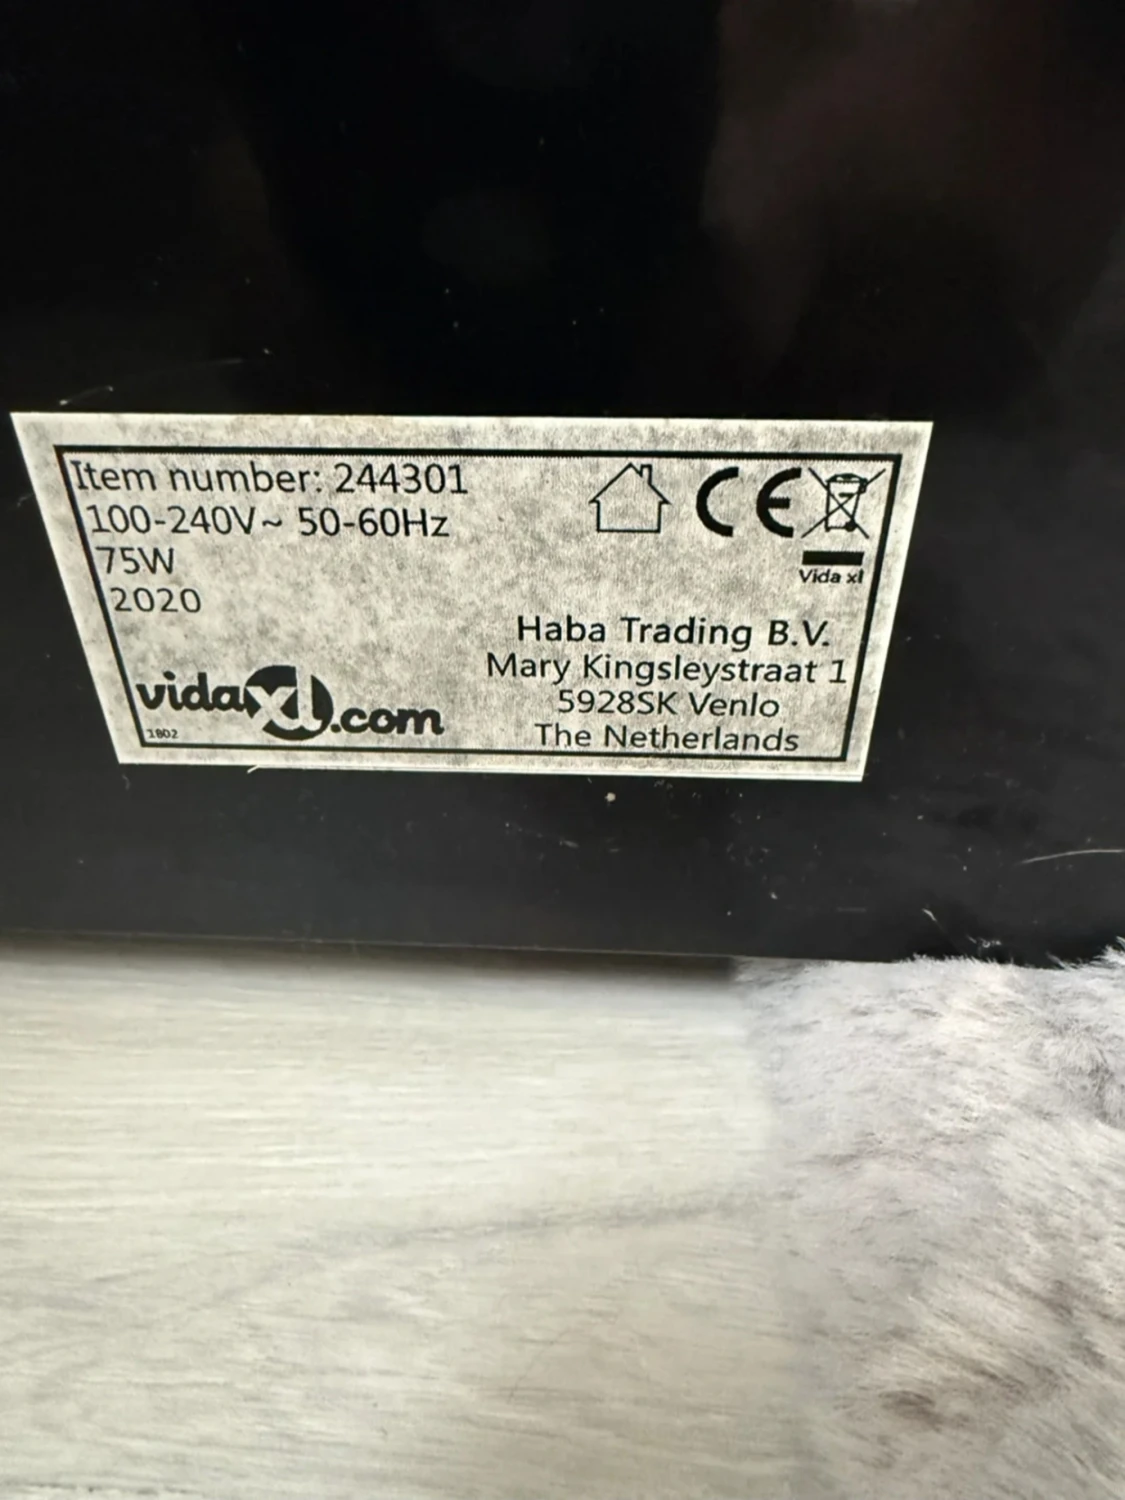 Item number: 244301
100-240V~ 50-60Hz
75W
2020
vidaXL.com
1802
CE
Vida xl
Haba Trading B.V.
Mary Kingsleystraat 1
5928SK Venlo
The Netherlands